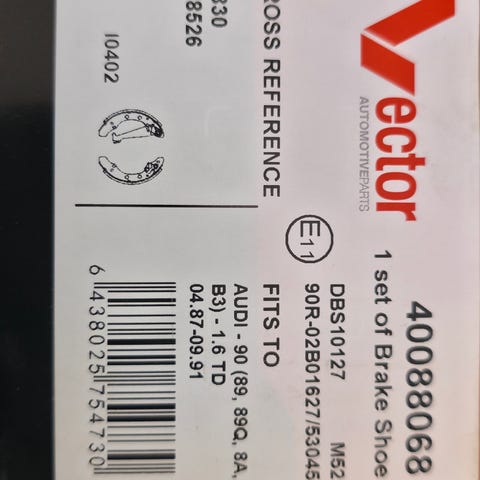 Vector
AUTOMOTIVEPARTS
40088068
1 set of Brake Shoe
DBS10127 M52
90R-02B01627/53045
E11
ROSS REFERENCE
FITS TO
AUDI - 90 (89, 89Q, 8A,
B3) - 1.6 TD
04.87-09.91
330
8526
I0402
6 438025 754730